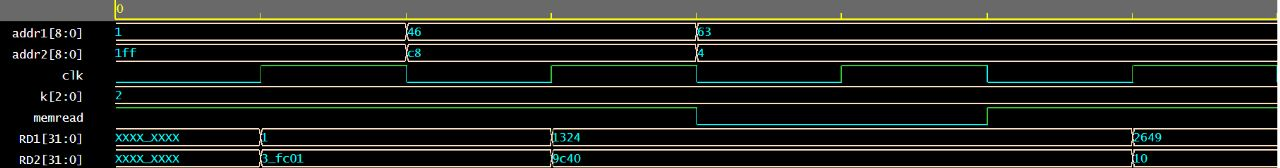 0
addr1[8:0] 1 46 63
addr2[8:0] 1ff c8 4
clk
k[2:0] 2
memread
RD1[31:0] XXXX_XXXX 1 1324 2649
RD2[31:0] XXXX_XXXX 3_fc01 9c40 10